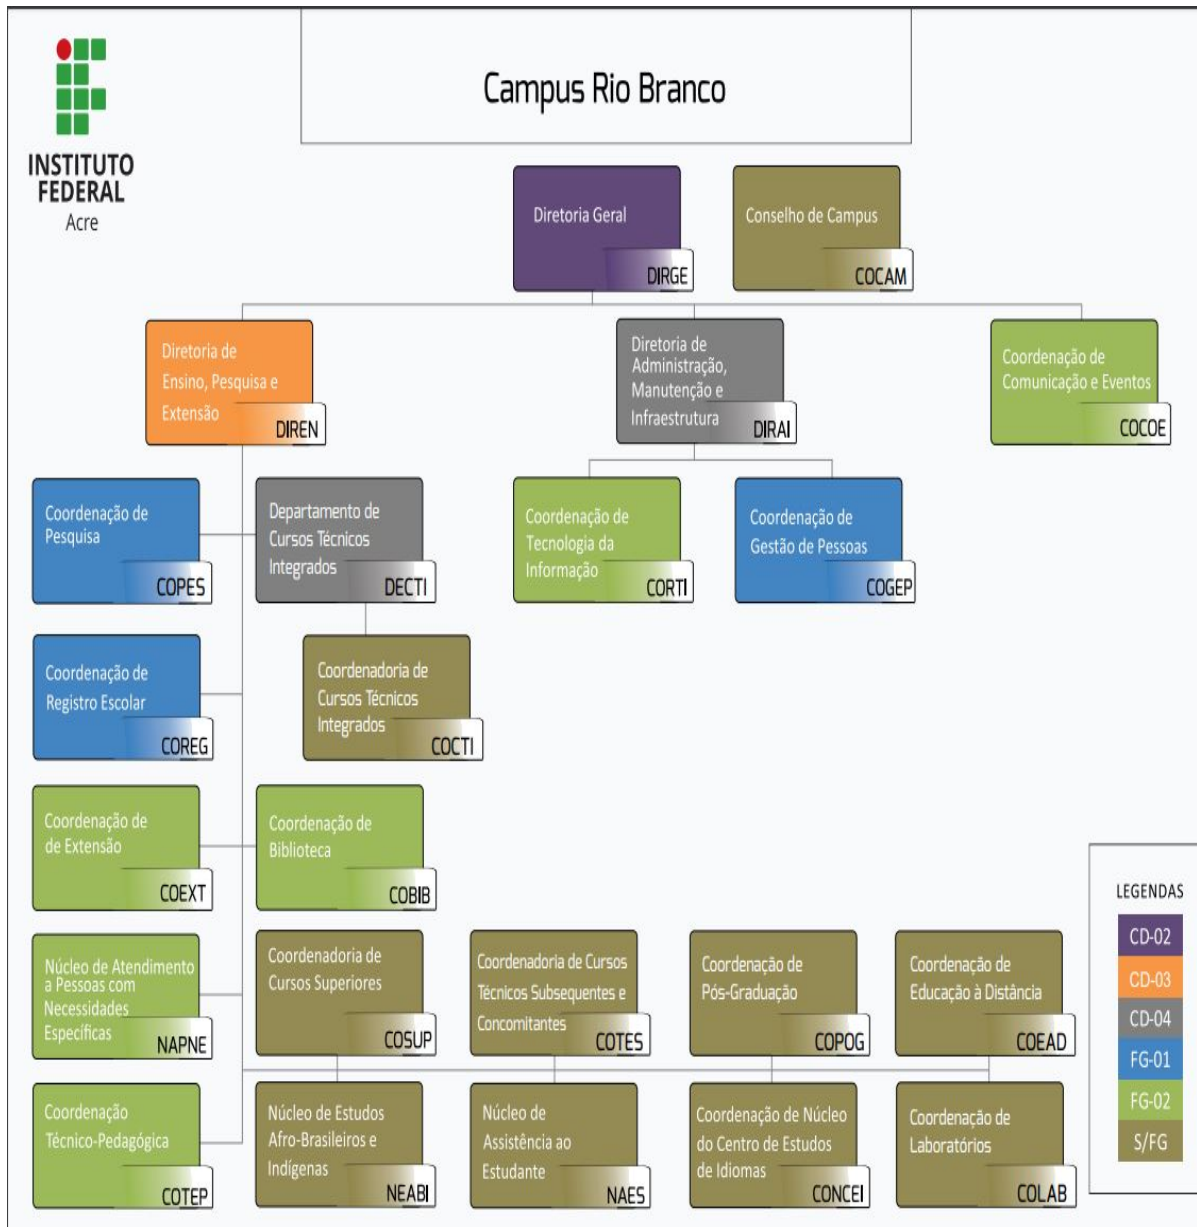 Campus Rio Branco
INSTITUTO
FEDERAL
Acre
Diretoria Geral
DIRGE
Conselho de Campus
COCAM
Diretoria de
Ensino, Pesquisa e
Extensão
DIREN
Diretoria de
Administração,
Manutenção e
Infraestrutura
DIRAI
Coordenação de
Comunicação e Eventos
COCOE
Coordenação de
Pesquisa
COPES
Departamento de
Cursos Técnicos
Integrados
DECTI
Coordenação de
Tecnologia da
Informação
CORTI
Coordenação de
Gestão de Pessoas
COGEP
Coordenação de
Registro Escolar
COREG
Coordenadoria de
Cursos Técnicos
Integrados
COCTI
Coordenação de
de Extensão
COEXT
Coordenação de
Biblioteca
COBIB
Núcleo de Atendimento
a Pessoas com
Necessidades
Específicas
NAPNE
Coordenadoria de
Cursos Superiores
COSUP
Coordenadoria de Cursos
Técnicos Subsequentes e
Concomitantes
COTES
Coordenação de
Pós-Graduação
COPOG
Coordenação de
Educação à Distância
COEAD
Coordenação
Técnico-Pedagógica
COTEP
Núcleo de Estudos
Afro-Brasileiros e
Indígenas
NEABI
Núcleo de
Assistência ao
Estudante
NAES
Coordenação de Núcleo
do Centro de Estudos
de Idiomas
CONCEI
Coordenação de
Laboratórios
COLAB
LEGENDAS
CD-02
CD-03
CD-04
FG-01
FG-02
S/FG